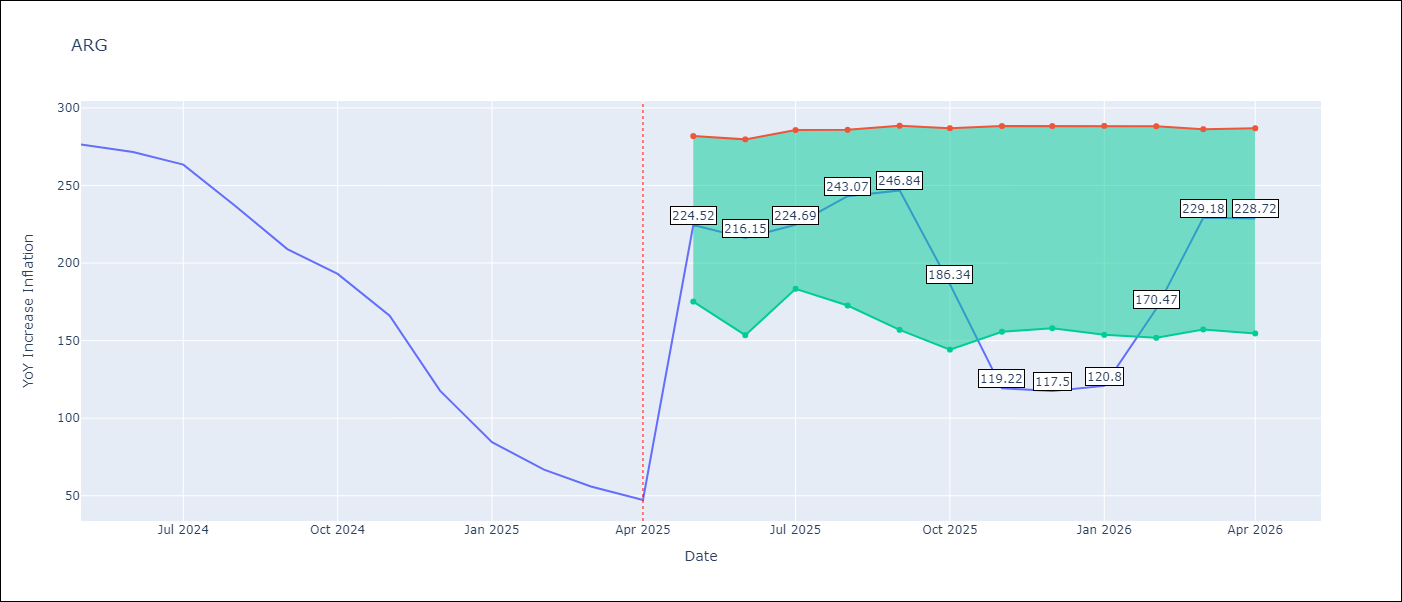 ARG
YoY Increase Inflation
300
250
200
150
100
50
224.52
216.15
224.69
243.07
246.84
186.34
119.22
117.5
120.8
170.47
229.18
228.72
Jul 2024
Oct 2024
Jan 2025
Apr 2025
Jul 2025
Oct 2025
Jan 2026
Apr 2026
Date